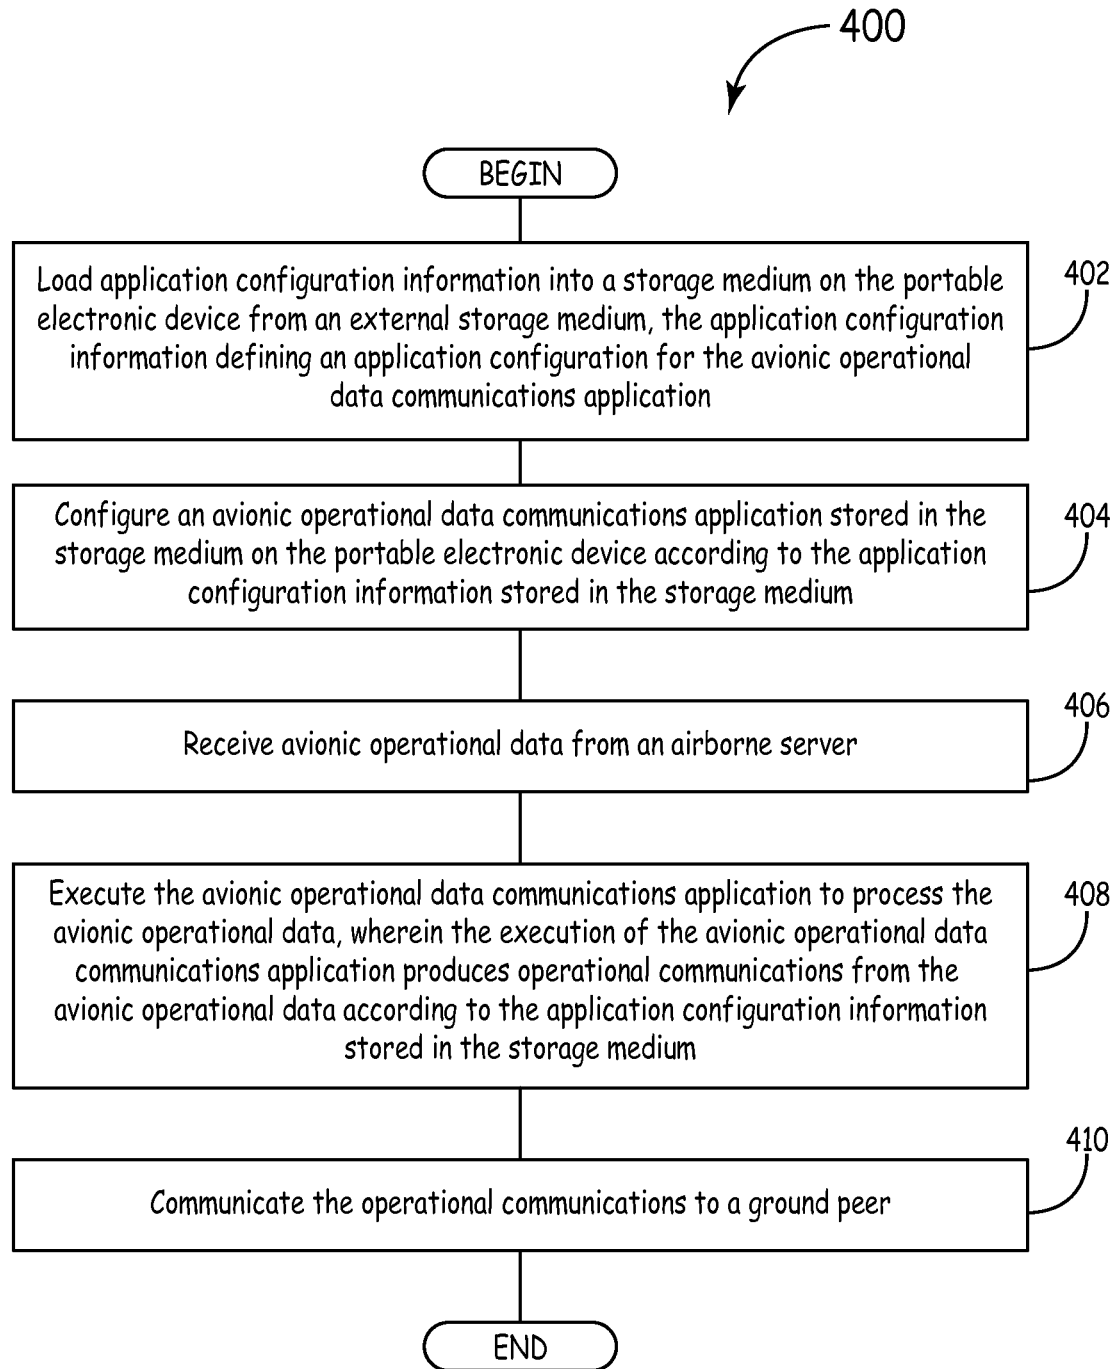 400
BEGIN
Load application configuration information into a storage medium on the portable
electronic device from an external storage medium, the application configuration
information defining an application configuration for the avionic operational
data communications application
402
Configure an avionic operational data communications application stored in the
storage medium on the portable electronic device according to the application
configuration information stored in the storage medium
404
Receive avionic operational data from an airborne server
406
Execute the avionic operational data communications application to process the
avionic operational data, wherein the execution of the avionic operational data
communications application produces operational communications from the
avionic operational data according to the application configuration information
stored in the storage medium
408
Communicate the operational communications to a ground peer
410
END